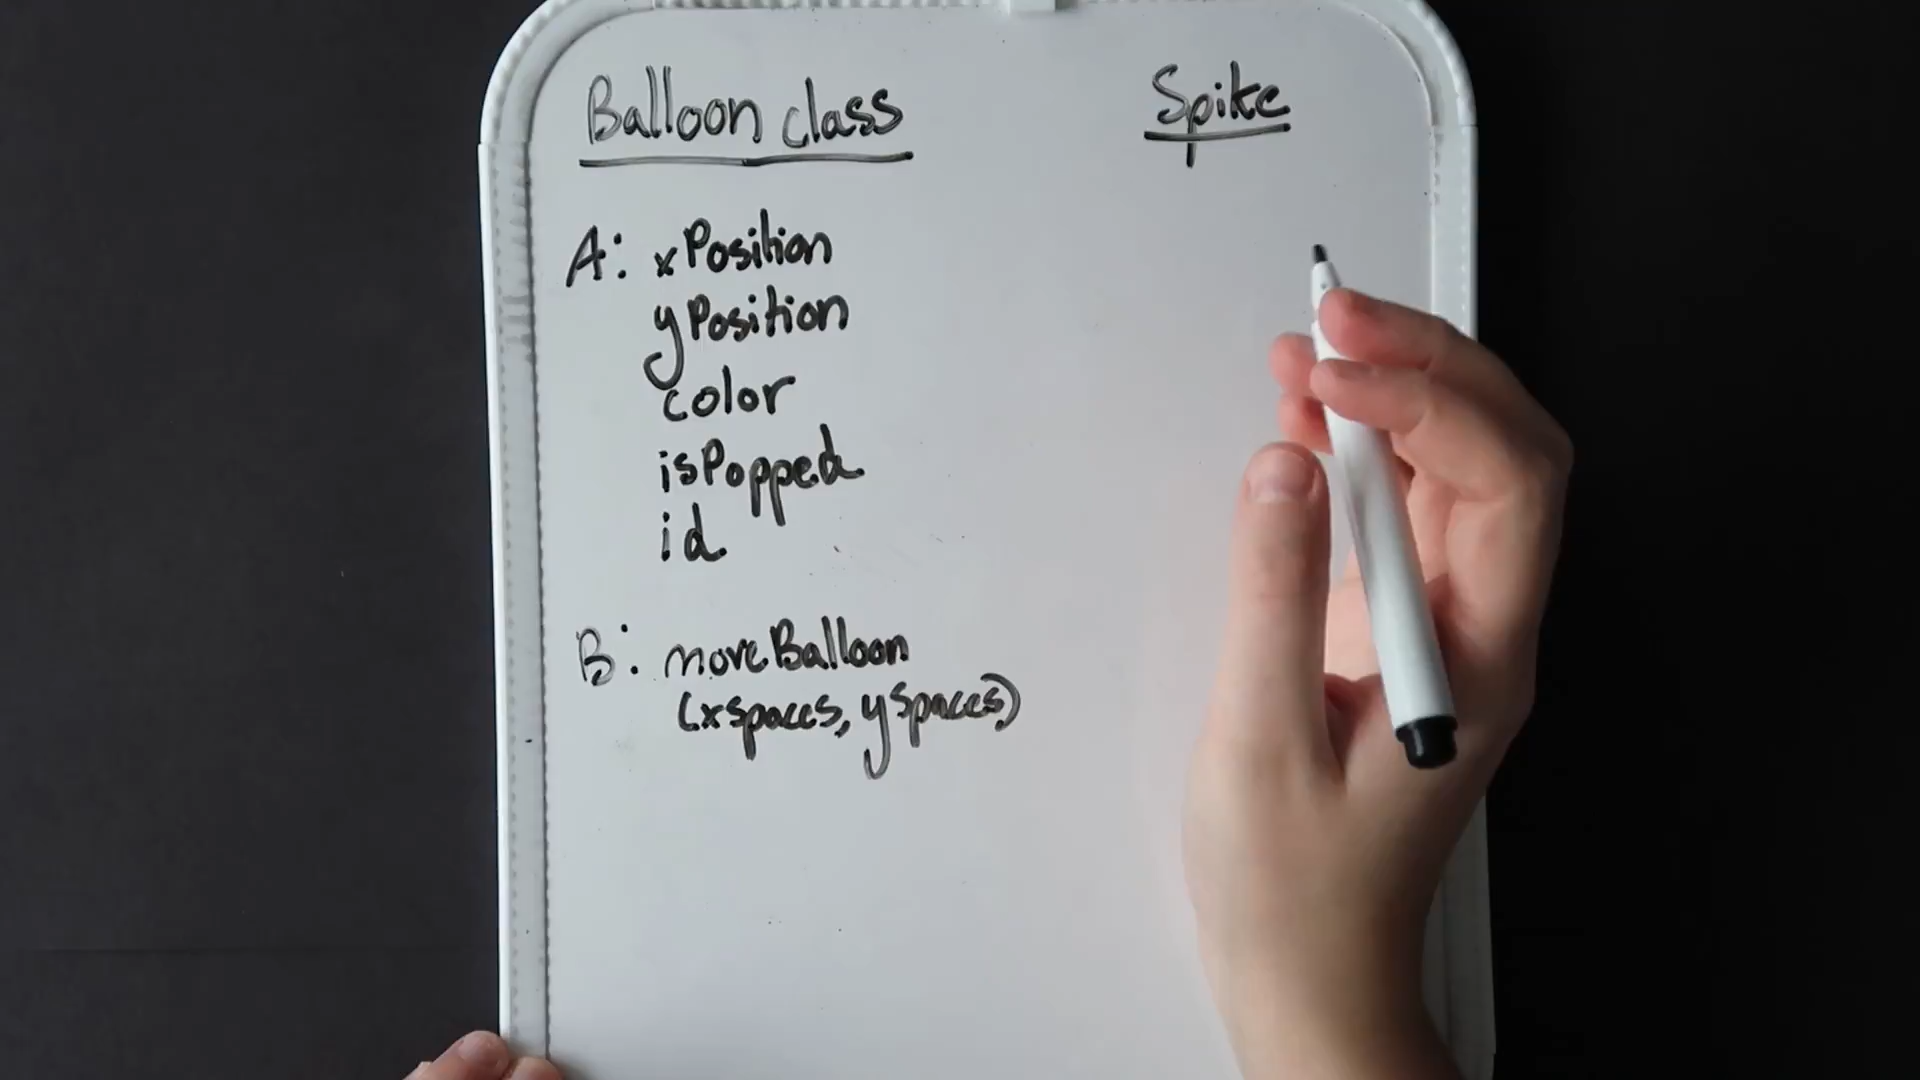 Balloon class
Spike
A: xPosition
yPosition
color
isPopped
id
B: moveBalloon
(xspaces, yspaces)